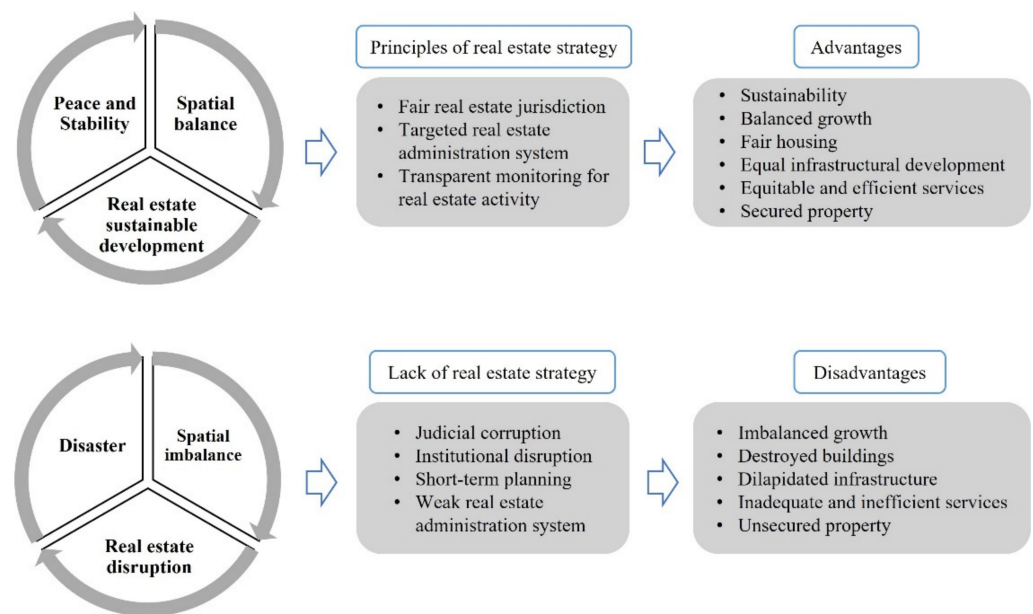 Peace and
Stability
Spatial
balance
Real estate
sustainable
development
Principles of real estate strategy
• Fair real estate jurisdiction
• Targeted real estate
administration system
• Transparent monitoring for
real estate activity
Advantages
• Sustainability
• Balanced growth
• Fair housing
• Equal infrastructural development
• Equitable and efficient services
• Secured property
Disaster
Spatial
imbalance
Real estate
disruption
Lack of real estate strategy
• Judicial corruption
• Institutional disruption
• Short-term planning
• Weak real estate
administration system
Disadvantages
• Imbalanced growth
• Destroyed buildings
• Dilapidated infrastructure
• Inadequate and inefficient services
• Unsecured property